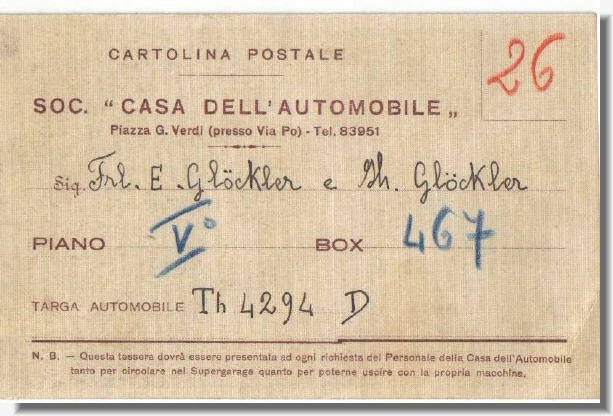 CARTOLINA POSTALE
26
SOC. "CASA DELL'AUTOMOBILE„
Piazza G. Verdi (presso Via Po) - Tel. 83951
Sig. Frl. E. Glöckler e Th. Glöckler
PIANO V° BOX 467
TARGA AUTOMOBILE Th 4294 D
N. B. — Questa tessera dovrà essere presentata ad ogni richiesta del Personale della Casa dell'Automobile
tanto per circolare nel Supergarage quanto per poterne uscire con la propria macchina.